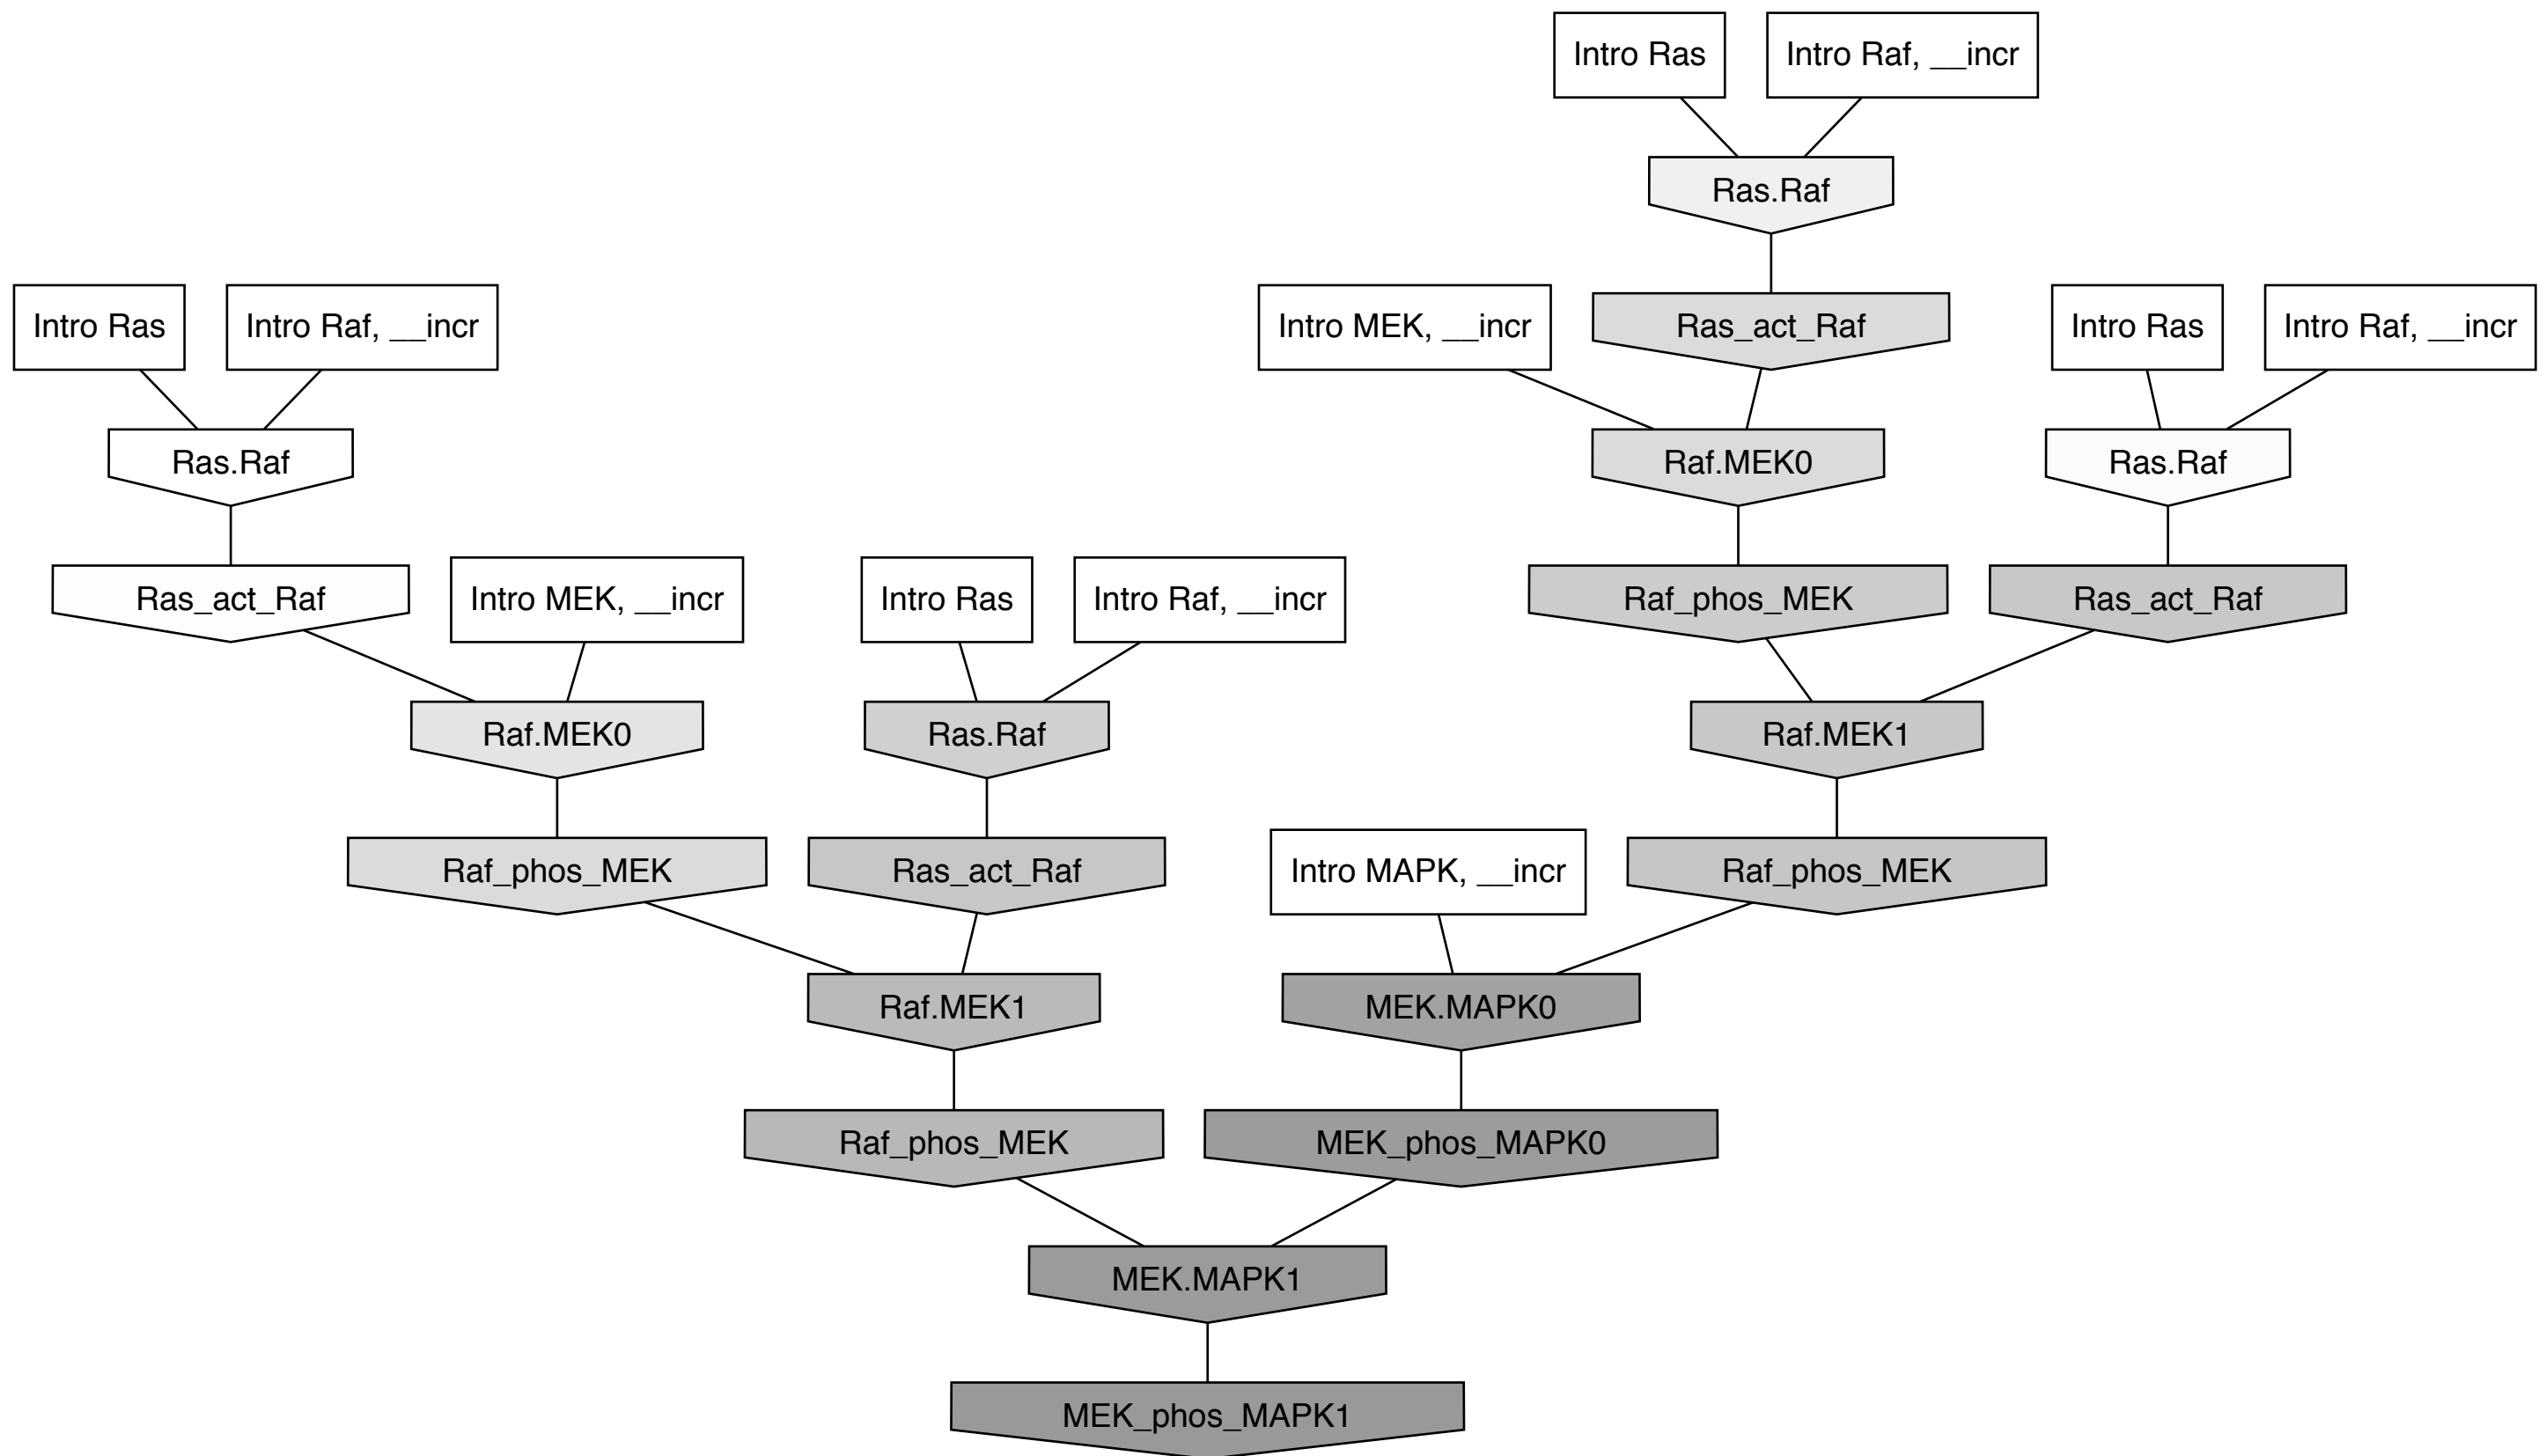 Intro Ras
Intro Raf, __incr
Ras.Raf
Intro Ras
Intro Raf, __incr
Intro MEK, __incr
Ras_act_Raf
Intro Ras
Intro Raf, __incr
Ras.Raf
Raf.MEK0
Ras.Raf
Ras_act_Raf
Intro MEK, __incr
Intro Ras
Intro Raf, __incr
Raf_phos_MEK
Ras_act_Raf
Raf.MEK0
Ras.Raf
Raf.MEK1
Raf_phos_MEK
Ras_act_Raf
Intro MAPK, __incr
Raf_phos_MEK
Raf.MEK1
MEK.MAPK0
Raf_phos_MEK
MEK_phos_MAPK0
MEK.MAPK1
MEK_phos_MAPK1